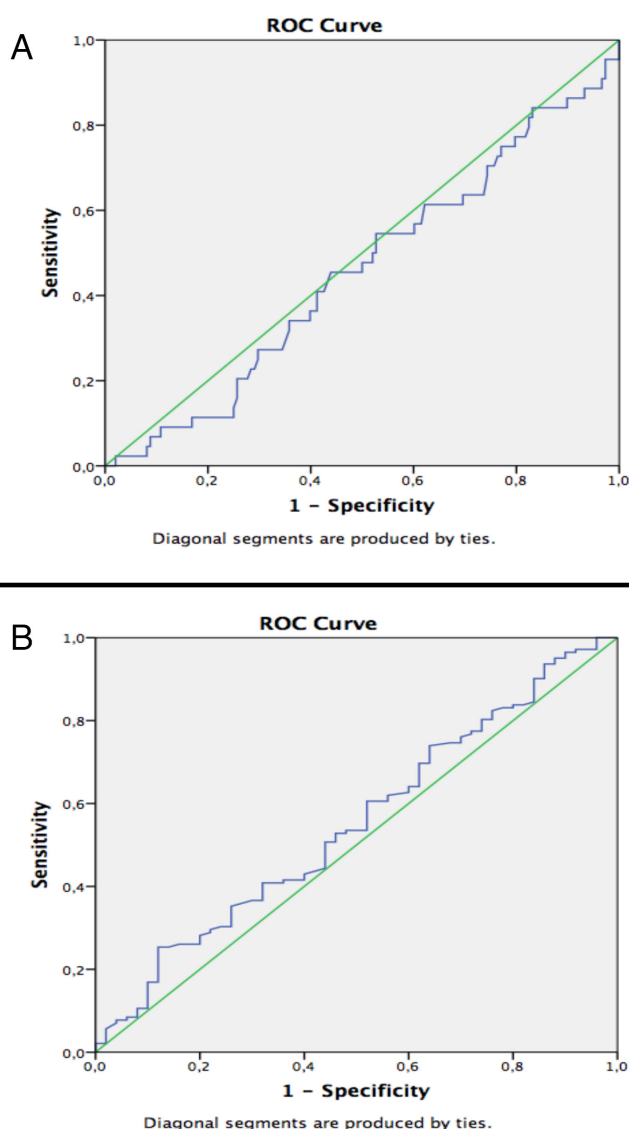 A
ROC Curve
1,0
0,8
0,6
0,4
0,2
0,0
Sensitivity
0,0 0,2 0,4 0,6 0,8 1,0
1 – Specificity
Diagonal segments are produced by ties.
B
ROC Curve
1,0
0,8
0,6
0,4
0,2
0,0
Sensitivity
0,0 0,2 0,4 0,6 0,8 1,0
1 – Specificity
Diagonal segments are produced by ties.